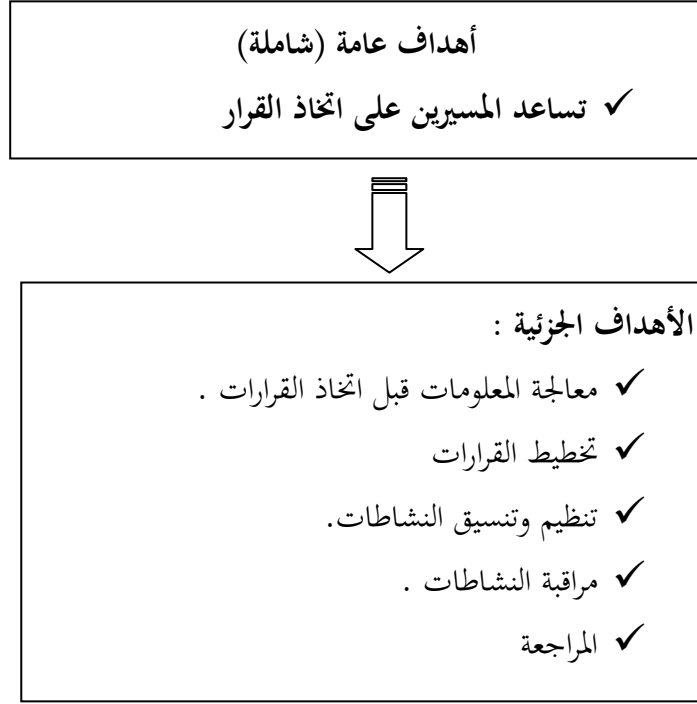 أهداف عامة (شاملة)
✓ تساعد المسيرين على اتخاذ القرار
الأهداف الجزئية :
✓ معالجة المعلومات قبل اتخاذ القرارات .
✓ تخطيط القرارات
✓ تنظيم وتنسيق النشاطات.
✓ مراقبة النشاطات .
✓ المراجعة